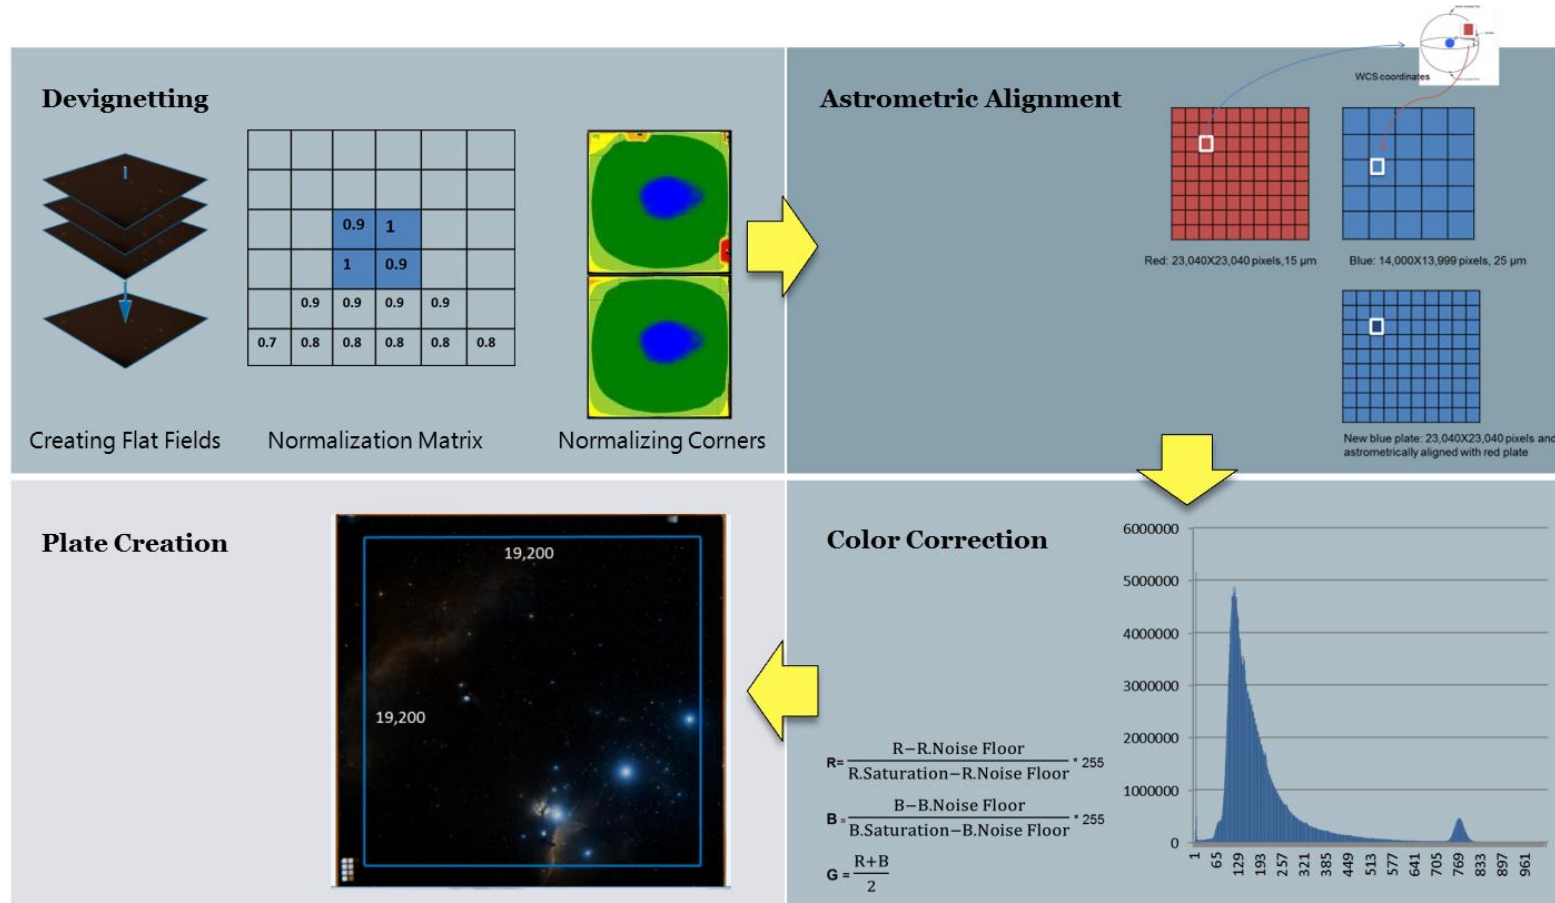 Devignetting
0.9 1
1 0.9
0.9 0.9 0.9 0.9
0.7 0.8 0.8 0.8 0.8 0.8
Creating Flat Fields
Normalization Matrix
Normalizing Corners
Astrometric Alignment
WCS coordinates
Red: 23,040X23,040 pixels,15 µm
Blue: 14,000X13,999 pixels, 25 µm
New blue plate: 23,040X23,040 pixels and
astrometrically aligned with red plate
Plate Creation
19,200
19,200
Color Correction
R= R−R.Noise Floor / R.Saturation−R.Noise Floor * 255
B = B−B.Noise Floor / B.Saturation−B.Noise Floor * 255
G = R+B / 2
6000000
5000000
4000000
3000000
2000000
1000000
0
1 65 129 193 257 321 385 449 513 577 641 705 769 833 897 961